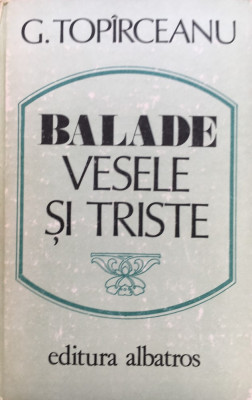 G. TOPÎRCEANU
BALADE
VESELE
ȘI TRISTE
editura albatros